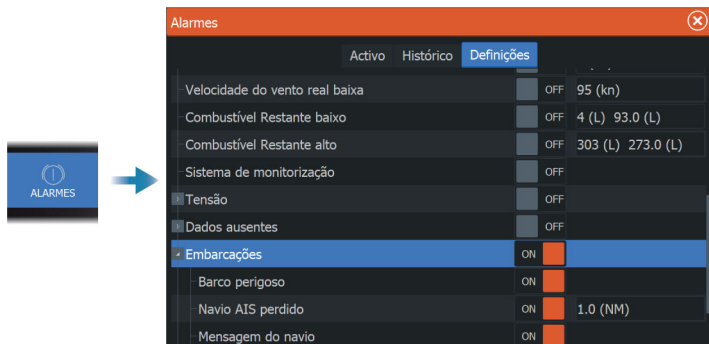 Alarmes
Activo Histórico Definições
Velocidade do vento real baixa OFF 95 (kn)
Combustível Restante baixo OFF 4 (L) 93.0 (L)
Combustível Restante alto OFF 303 (L) 273.0 (L)
Sistema de monitorização OFF
Tensão OFF
Dados ausentes OFF
Embarcações ON
Barco perigoso ON
Navio AIS perdido ON 1.0 (NM)
Mensagem do navio ON
ALARMES